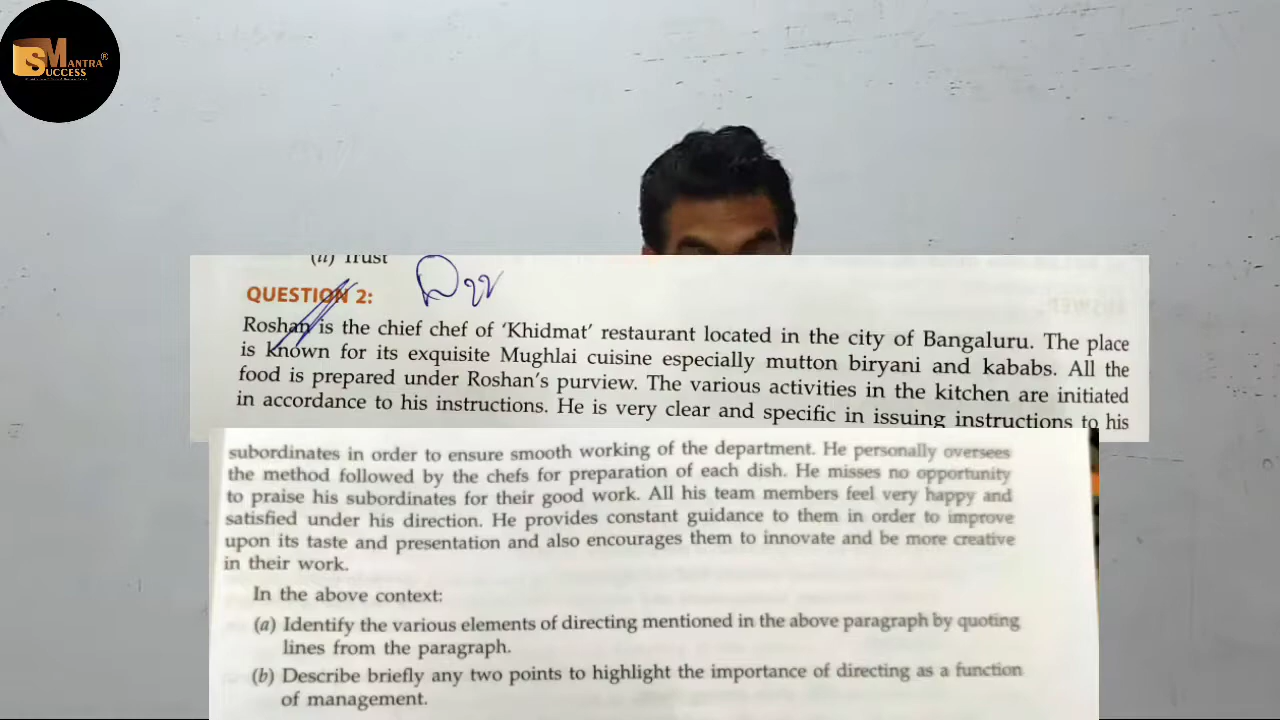 SMANTRA®
SUCCESS
(ii) Trust
QUESTION 2:
Roshan is the chief chef of ‘Khidmat’ restaurant located in the city of Bangaluru. The place
is known for its exquisite Mughlai cuisine especially mutton biryani and kababs. All the
food is prepared under Roshan’s purview. The various activities in the kitchen are initiated
in accordance to his instructions. He is very clear and specific in issuing instructions to his
subordinates in order to ensure smooth working of the department. He personally oversees
the method followed by the chefs for preparation of each dish. He misses no opportunity
to praise his subordinates for their good work. All his team members feel very happy and
satisfied under his direction. He provides constant guidance to them in order to improve
upon its taste and presentation and also encourages them to innovate and be more creative
in their work.
In the above context:
(a) Identify the various elements of directing mentioned in the above paragraph by quoting
lines from the paragraph.
(b) Describe briefly any two points to highlight the importance of directing as a function
of management.